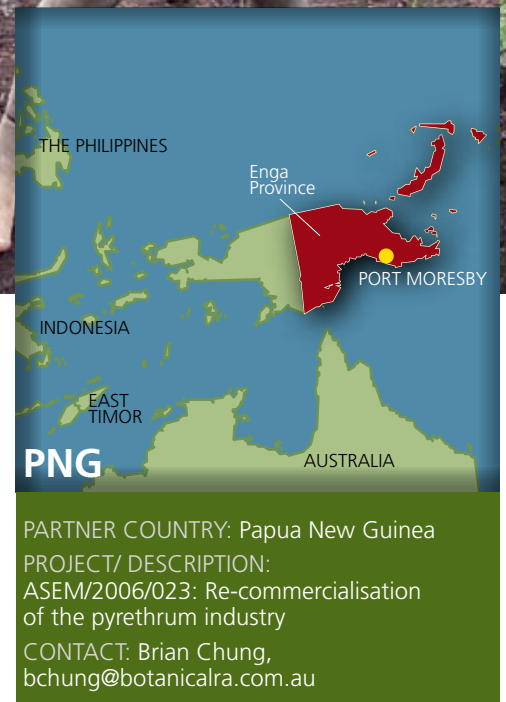 THE PHILIPPINES
Enga
Province
PORT MORESBY
INDONESIA
EAST
TIMOR
AUSTRALIA
PNG
PARTNER COUNTRY: Papua New Guinea
PROJECT/ DESCRIPTION:
ASEM/2006/023: Re-commercialisation
of the pyrethrum industry
CONTACT: Brian Chung,
bchung@botanicalra.com.au